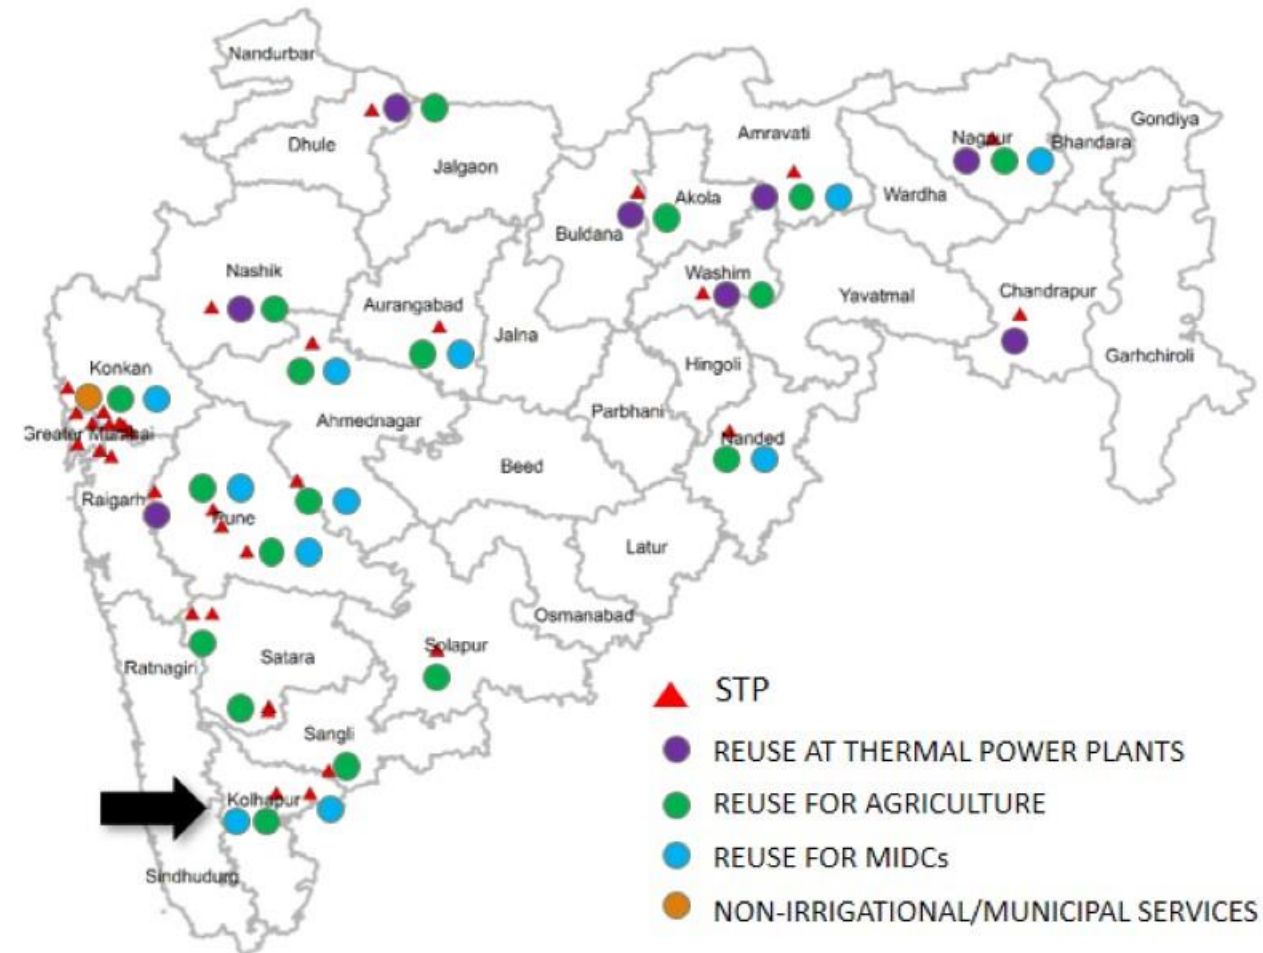 Nandurbar
Dhule
Jalgaon
Amravati
Nagpur
Bhandara
Gondiya
Akola
Wardha
Buldana
Nashik
Aurangabad
Washim
Yavatmal
Chandrapur
Jalna
Hingoli
Garhchiroli
Konkan
Ahmednagar
Parbhani
Greater Mumbai
Nanded
Beed
Raigarh
Pune
Latur
Osmanabad
Ratnagiri
Satara
Solapur
Sangli
Kolhapur
Sindhudurg
STP
REUSE AT THERMAL POWER PLANTS
REUSE FOR AGRICULTURE
REUSE FOR MIDCs
NON-IRRIGATIONAL/MUNICIPAL SERVICES